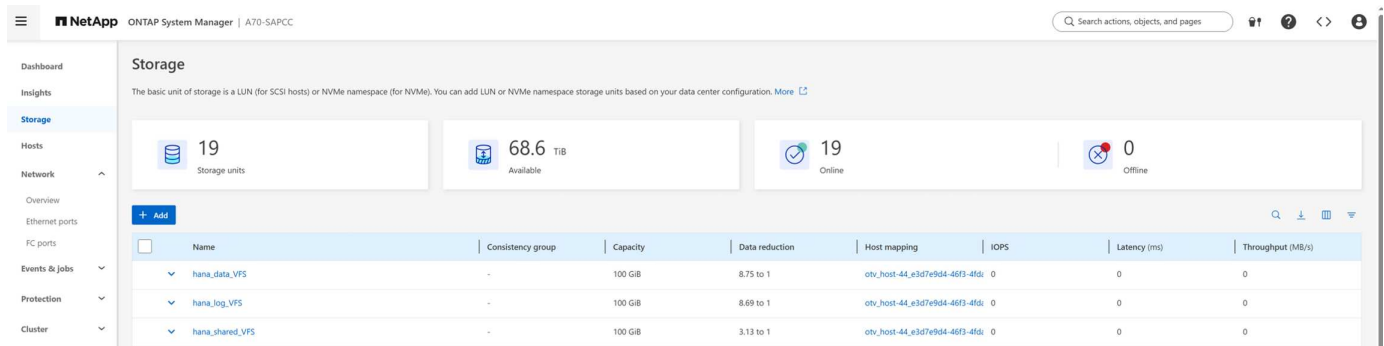 NetApp ONTAP System Manager | A70-SAPCC
Search actions, objects, and pages
Dashboard
Insights
Storage
Hosts
Network
Overview
Ethernet ports
FC ports
Events & jobs
Protection
Cluster
Storage
The basic unit of storage is a LUN (for SCSI hosts) or NVMe namespace (for NVMe). You can add LUN or NVMe namespace storage units based on your data center configuration. More
19
Storage units
68.6 TiB
Available
19
Online
0
Offline
+ Add
Name Consistency group Capacity Data reduction Host mapping IOPS Latency (ms) Throughput (MB/s)
hana_data_VFS - 100 GiB 8.75 to 1 otv_host-44_e3d7e9d4-46f3-4fda 0 0 0
hana_log_VFS - 100 GiB 8.69 to 1 otv_host-44_e3d7e9d4-46f3-4fda 0 0 0
hana_shared_VFS - 100 GiB 3.13 to 1 otv_host-44_e3d7e9d4-46f3-4fda 0 0 0